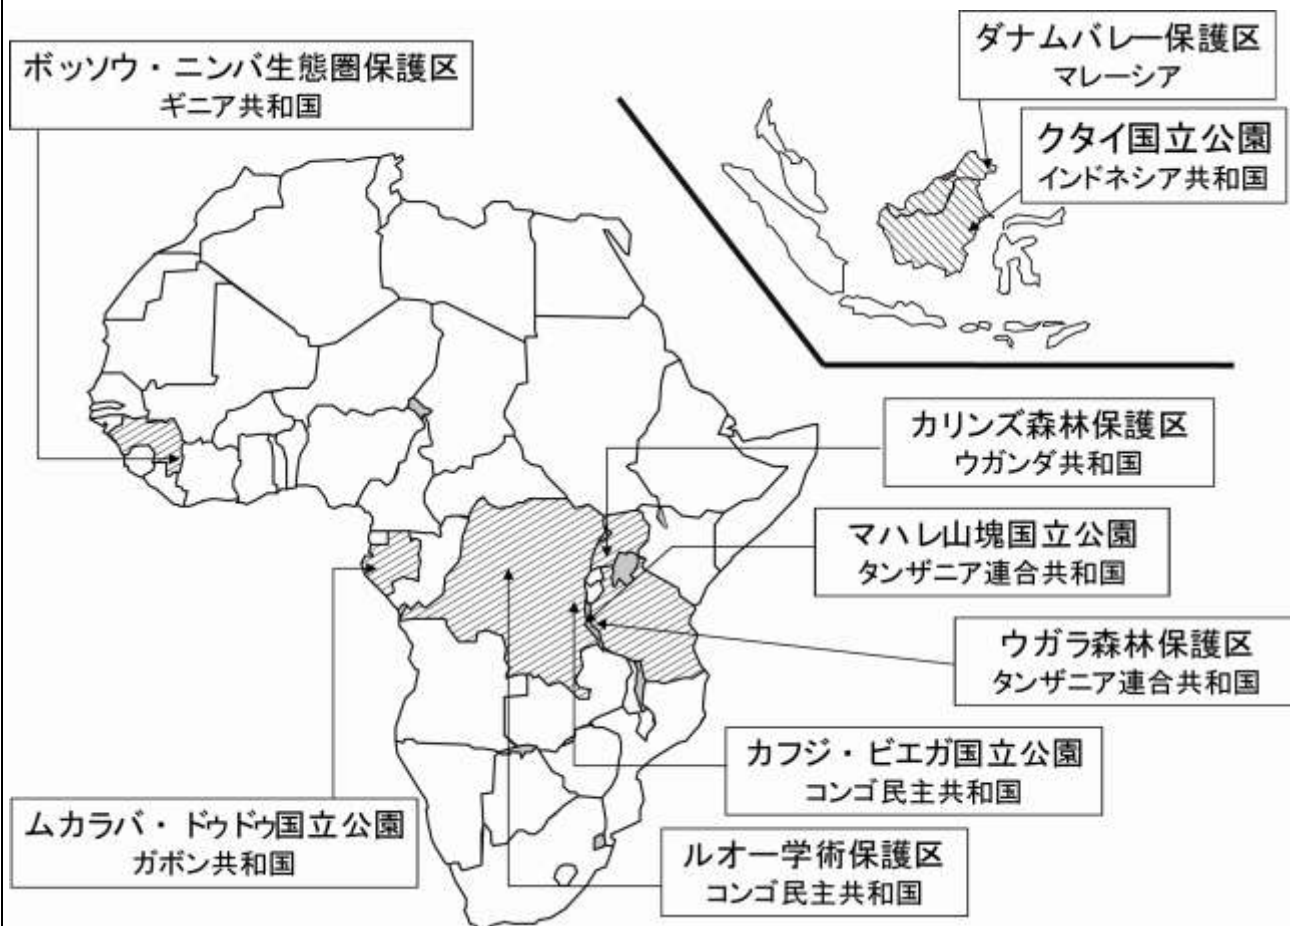 ボッソウ・ニンバ生態圏保護区
ギニア共和国
ダナムバレー保護区
マレーシア
クタイ国立公園
インドネシア共和国
カリンズ森林保護区
ウガンダ共和国
マハレ山塊国立公園
タンザニア連合共和国
ウガラ森林保護区
タンザニア連合共和国
カフジ・ビエガ国立公園
コンゴ民主共和国
ムカラバ・ドゥドゥ国立公園
ガボン共和国
ルオー学術保護区
コンゴ民主共和国